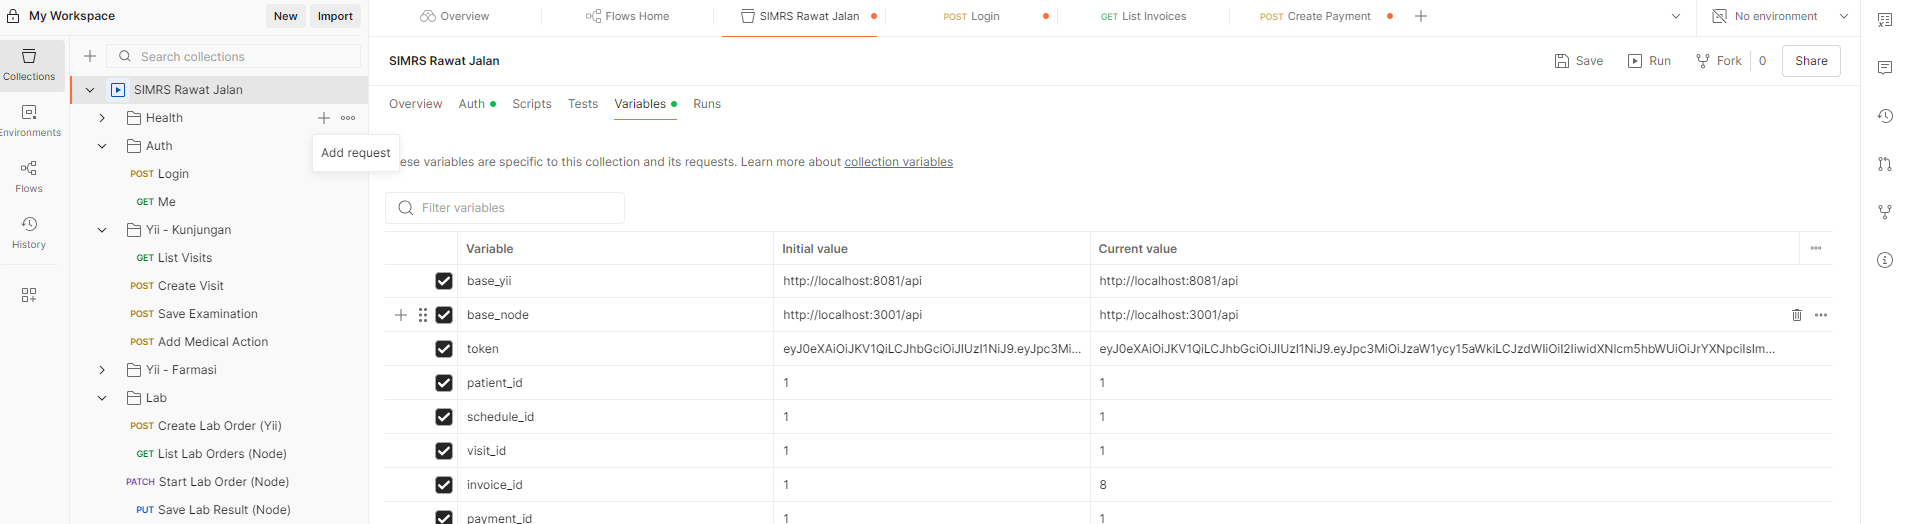 My Workspace
New
Import
Overview
Flows Home
SIMRS Rawat Jalan
POST Login
GET List Invoices
POST Create Payment
No environment
Collections
Environments
Flows
History
Search collections
SIMRS Rawat Jalan
Health
Auth
POST Login
GET Me
Yii - Kunjungan
GET List Visits
POST Create Visit
POST Save Examination
POST Add Medical Action
Yii - Farmasi
Lab
POST Create Lab Order (Yii)
GET List Lab Orders (Node)
PATCH Start Lab Order (Node)
PUT Save Lab Result (Node)
Add request
SIMRS Rawat Jalan
Save
Run
Fork 0
Share
Overview Auth Scripts Tests Variables Runs
ese variables are specific to this collection and its requests. Learn more about collection variables
Filter variables
Variable Initial value Current value
base_yii http://localhost:8081/api http://localhost:8081/api
base_node http://localhost:3001/api http://localhost:3001/api
token eyJ0eXAiOiJKV1QiLCJhbGciOiJIUzI1NiJ9.eyJpc3Mi... eyJ0eXAiOiJKV1QiLCJhbGciOiJIUzI1NiJ9.eyJpc3MiOiJzaW1ycy15aWkiLCJzdWIiOiI2IiwidXNlcm5hbWUiOiJrYXNpciIsIm...
patient_id 1 1
schedule_id 1 1
visit_id 1 1
invoice_id 1 8
payment_id 1 1